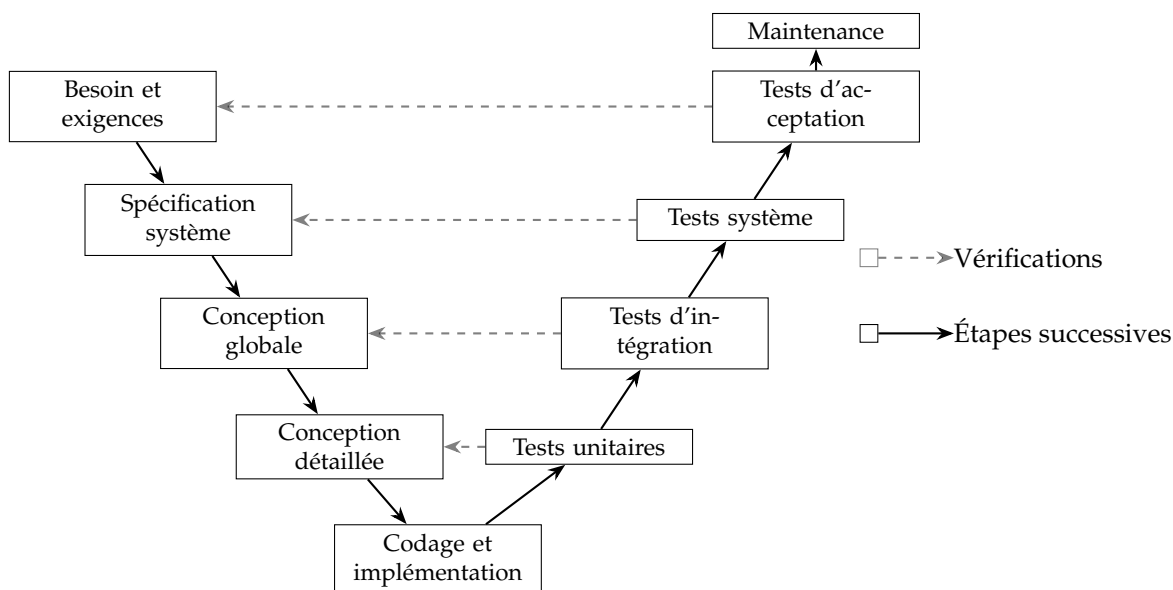 Maintenance
Besoin et
exigences
Tests d'ac-
ceptation
Spécification
système
Tests système
Vérifications
Conception
globale
Tests d'in-
tégration
Étapes successives
Conception
détaillée
Tests unitaires
Codage et
implémentation